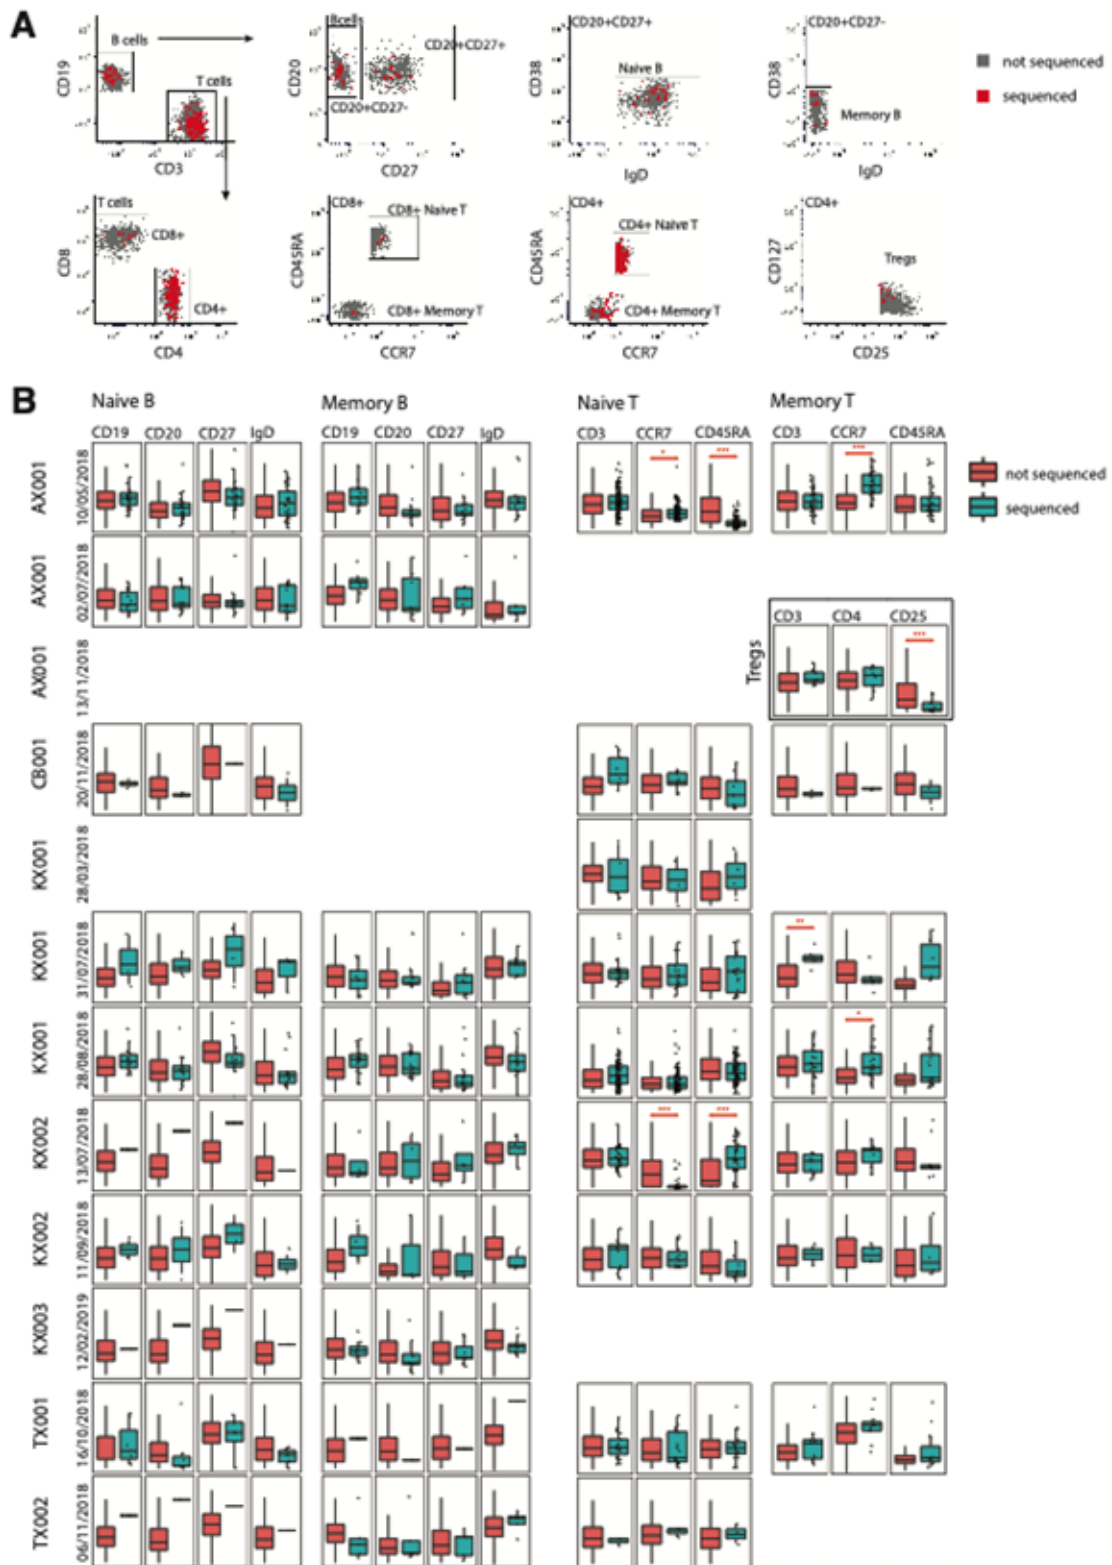 A
B cells
T cells
CD19
CD3
Bcells
CD20+CD27+
CD20+CD27-
CD20
CD27
CD20+CD27+
Naive B
CD38
IgD
CD20+CD27-
Memory B
CD38
IgD
not sequenced
sequenced
T cells
CD8+
CD4+
CD8
CD4
CD8+
CD8+ Naive T
CD8+ Memory T
CD45RA
CCR7
CD4+
CD4+ Naive T
CD4+ Memory T
CD45RA
CCR7
CD4+
Tregs
CD127
CD25
B
Naive B Memory B Naive T Memory T
CD19 CD20 CD27 IgD CD19 CD20 CD27 IgD CD3 CCR7 CD45RA CD3 CCR7 CD45RA
not sequenced
sequenced
AX001 10/05/2018
* *** ***
AX001 02/07/2018
AX001 13/11/2018
Tregs
CD3 CD4 CD25
***
CB001 20/11/2018
KX001 28/03/2018
KX001 31/07/2018
**
KX001 28/08/2018
*
KX002 13/07/2018
*** ***
KX002 11/09/2018
KX003 12/02/2019
TX001 16/10/2018
TX002 06/11/2018